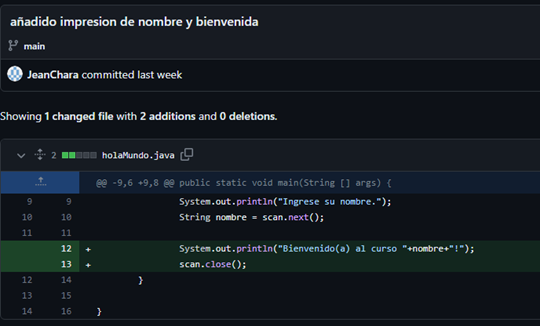 añadido impresion de nombre y bienvenida
main
JeanChara committed last week
Showing 1 changed file with 2 additions and 0 deletions.
2 holaMundo.java
@@ -9,6 +9,8 @@ public static void main(String [] args) {
9 9 System.out.println("Ingrese su nombre.");
10 10 String nombre = scan.next();
11 11
12 + System.out.println("Bienvenido(a) al curso "+nombre+"!");
13 + scan.close();
12 14 }
13 15
14 16 }